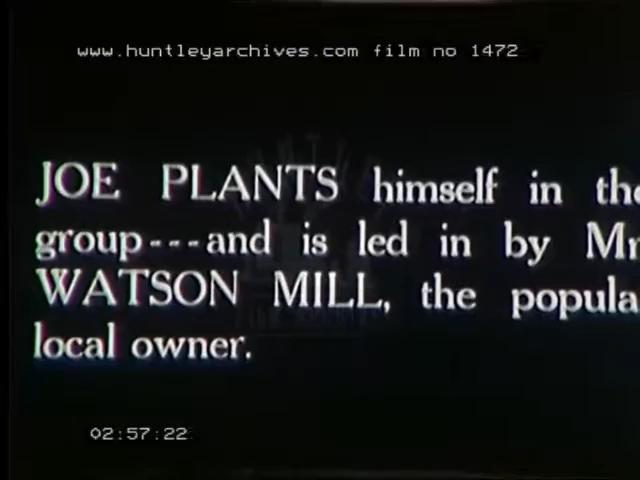 www.huntleyarchives.com film no 1472
JOE PLANTS himself in the
group---and is led in by Mr
WATSON MILL, the popula
local owner.
02:57:22